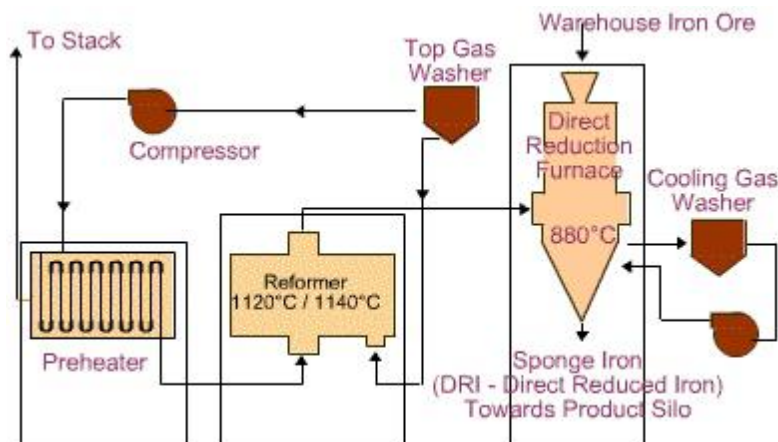 Warehouse Iron Ore
To Stack
Top Gas
Washer
Compressor
Direct
Reduction
Furnace
Cooling Gas
Washer
880°C
Reformer
1120°C / 1140°C
Preheater
Sponge Iron
(DRI - Direct Reduced Iron)
Towards Product Silo